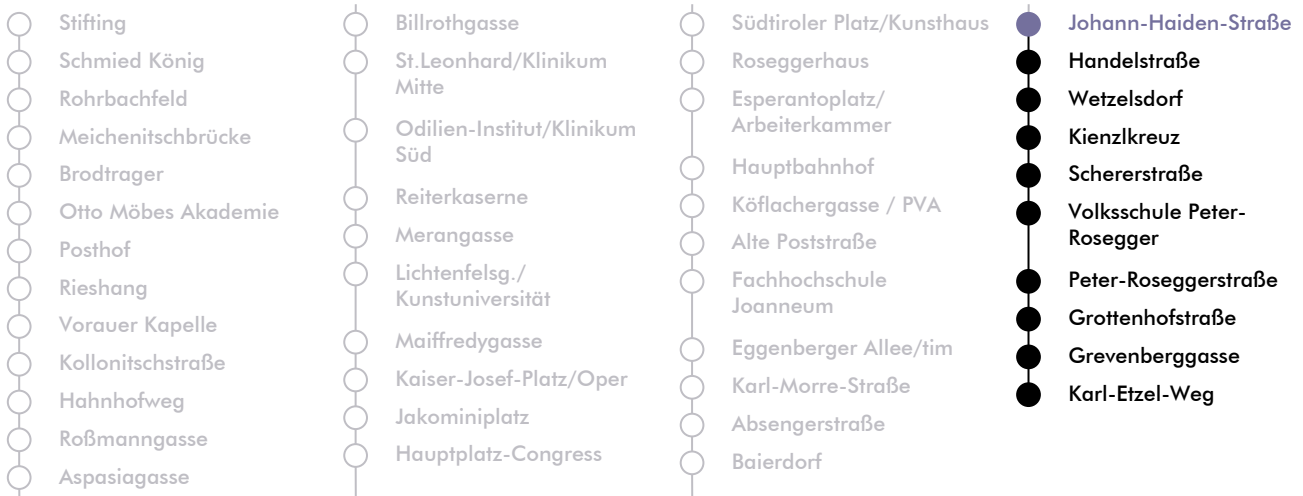 Stifting
Schmied König
Rohrbachfeld
Meichenitschbrücke
Brodtrager
Otto Möbes Akademie
Posthof
Rieshang
Vorauer Kapelle
Kollonitschstraße
Hahnhofweg
Roßmanngasse
Aspasiagasse
Billrothgasse
St.Leonhard/Klinikum
Mitte
Odilien-Institut/Klinikum
Süd
Reiterkaserne
Merangasse
Lichtenfelsg./
Kunstuniversität
Maiffredygasse
Kaiser-Josef-Platz/Oper
Jakominiplatz
Hauptplatz-Congress
Südtiroler Platz/Kunsthaus
Roseggerhaus
Esperantoplatz/
Arbeiterkammer
Hauptbahnhof
Köflachergasse / PVA
Alte Poststraße
Fachhochschule
Joanneum
Eggenberger Allee/tim
Karl-Morre-Straße
Absengerstraße
Baierdorf
Johann-Haiden-Straße
Handelstraße
Wetzelsdorf
Kienzlkreuz
Schererstraße
Volksschule Peter-
Rosegger
Peter-Roseggerstraße
Grottenhofstraße
Grevenberggasse
Karl-Etzel-Weg